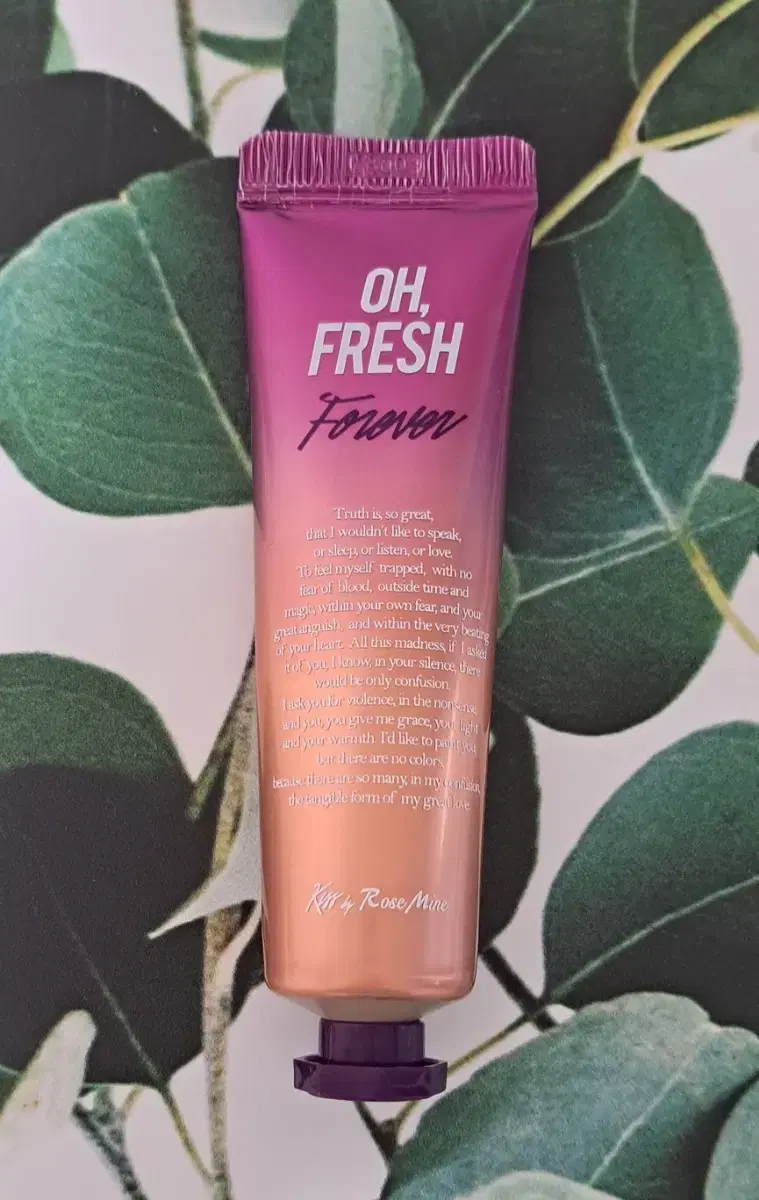 OH,
FRESH
Forever
Truth is, so great,
that I wouldn't like to speak,
or sleep, or listen, or love.
To feel myself trapped, with no
fear of blood, outside time and
magic, within your own fear, and your
great anguish, and within the very beating
of your heart. All this madness, if I asked
it of you, I know, in your silence, there
would be only confusion.
I ask you for violence, in the nonsense,
and you, you give me grace, your light
and your warmth. I'd like to paint you,
but there are no colors,
because there are so many, in my confusion,
the tangible form of my great love
Kiss by Rose Mine